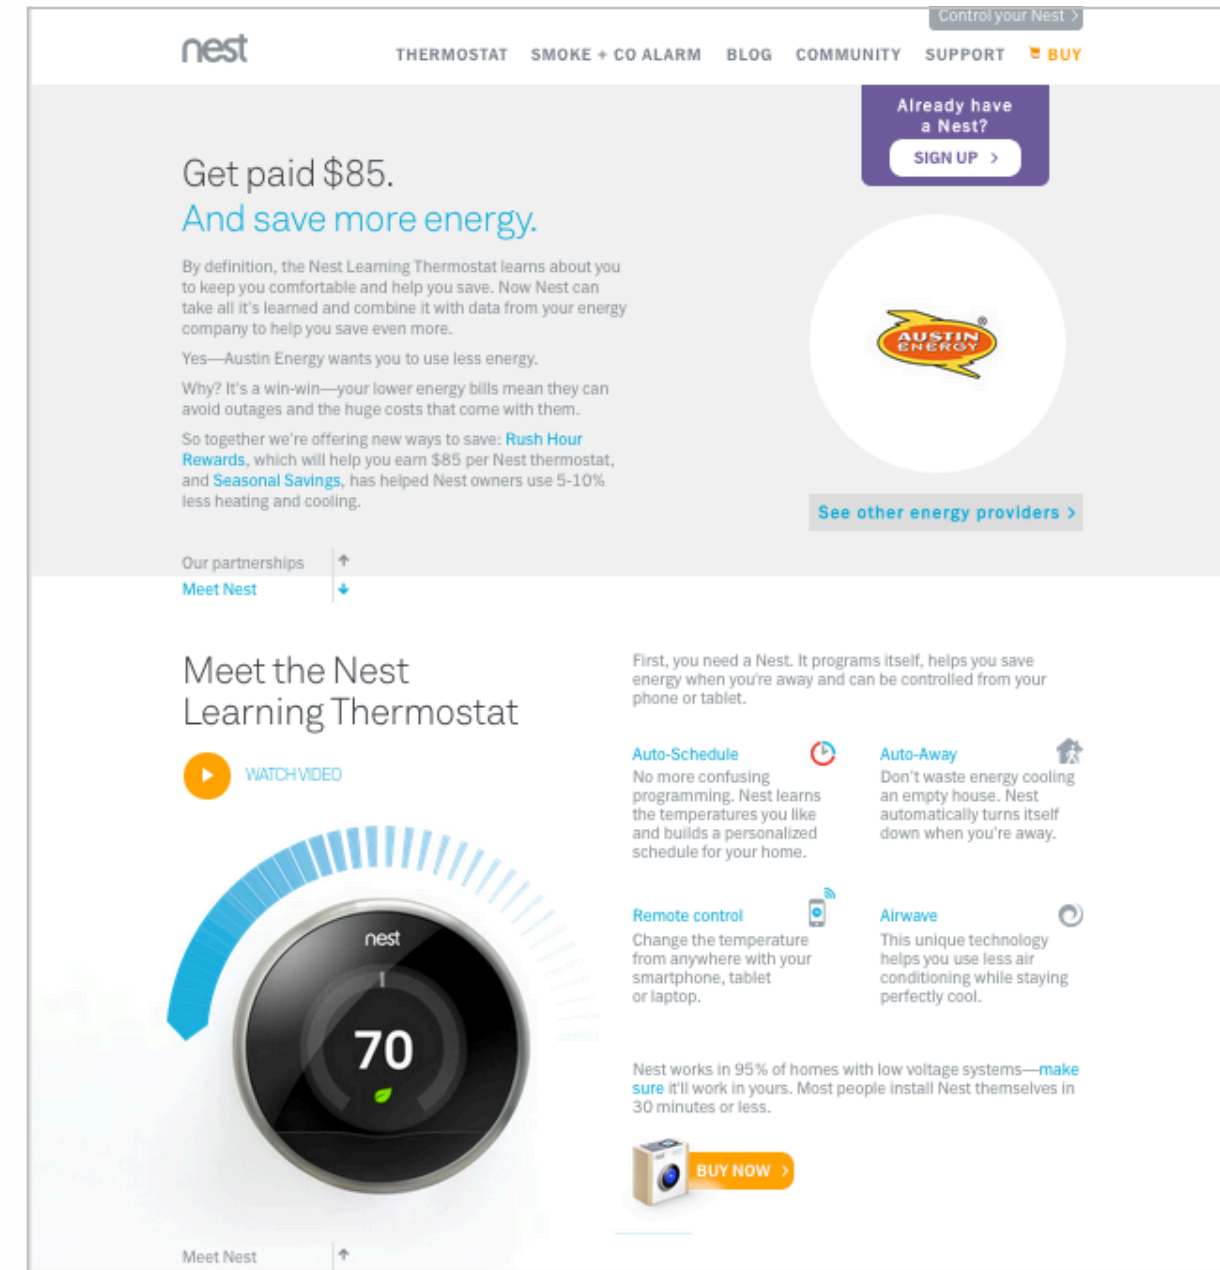 Control your Nest >
nest
THERMOSTAT SMOKE + CO ALARM BLOG COMMUNITY SUPPORT BUY
Already have
a Nest?
SIGN UP >
Get paid $85.
And save more energy.
By definition, the Nest Learning Thermostat learns about you
to keep you comfortable and help you save. Now Nest can
take all it's learned and combine it with data from your energy
company to help you save even more.
Yes—Austin Energy wants you to use less energy.
Why? It's a win-win—your lower energy bills mean they can
avoid outages and the huge costs that come with them.
So together we're offering new ways to save: Rush Hour
Rewards, which will help you earn $85 per Nest thermostat,
and Seasonal Savings, has helped Nest owners use 5-10%
less heating and cooling.
AUSTIN
ENERGY
®
See other energy providers >
Our partnerships
Meet Nest
Meet the Nest
Learning Thermostat
WATCH VIDEO
nest
70
First, you need a Nest. It programs itself, helps you save
energy when you're away and can be controlled from your
phone or tablet.
Auto-Schedule
No more confusing
programming. Nest learns
the temperatures you like
and builds a personalized
schedule for your home.
Auto-Away
Don't waste energy cooling
an empty house. Nest
automatically turns itself
down when you're away.
Remote control
Change the temperature
from anywhere with your
smartphone, tablet
or laptop.
Airwave
This unique technology
helps you use less air
conditioning while staying
perfectly cool.
Nest works in 95% of homes with low voltage systems—make
sure it'll work in yours. Most people install Nest themselves in
30 minutes or less.
BUY NOW >
Meet Nest